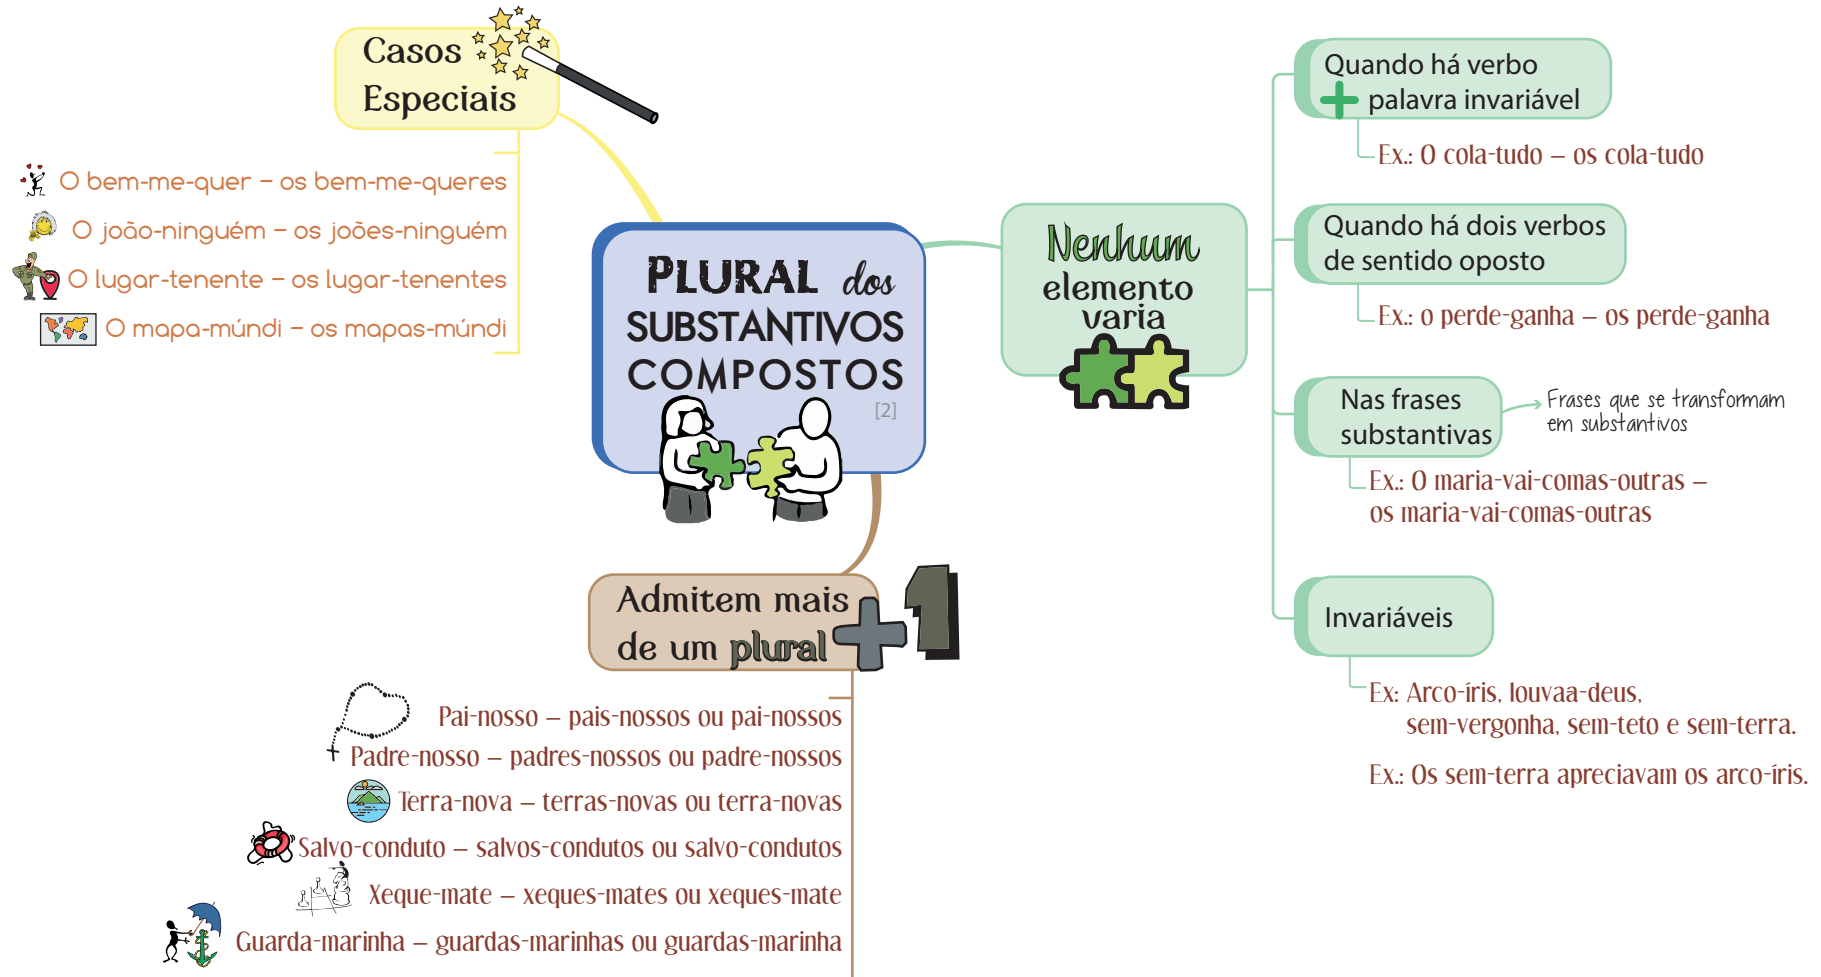 Casos
Especiais
O bem-me-quer – os bem-me-queres
O joão-ninguém – os joões-ninguém
O lugar-tenente – os lugar-tenentes
O mapa-múndi – os mapas-múndi
PLURAL dos
SUBSTANTIVOS
COMPOSTOS
[2]
Nenhum
elemento
varia
Quando há verbo
+ palavra invariável
Ex.: O cola-tudo – os cola-tudo
Quando há dois verbos
de sentido oposto
Ex.: o perde-ganha – os perde-ganha
Nas frases
substantivas
Frases que se transformam
em substantivos
Ex.: O maria-vai-comas-outras –
os maria-vai-comas-outras
Invariáveis
Ex: Arco-íris, louvaa-deus,
sem-vergonha, sem-teto e sem-terra.
Ex.: Os sem-terra apreciavam os arco-íris.
Admitem mais
de um plural
+1
Pai-nosso – pais-nossos ou pai-nossos
Padre-nosso – padres-nossos ou padre-nossos
Terra-nova – terras-novas ou terra-novas
Salvo-conduto – salvos-condutos ou salvo-condutos
Xeque-mate – xeques-mates ou xeques-mate
Guarda-marinha – guardas-marinhas ou guardas-marinha